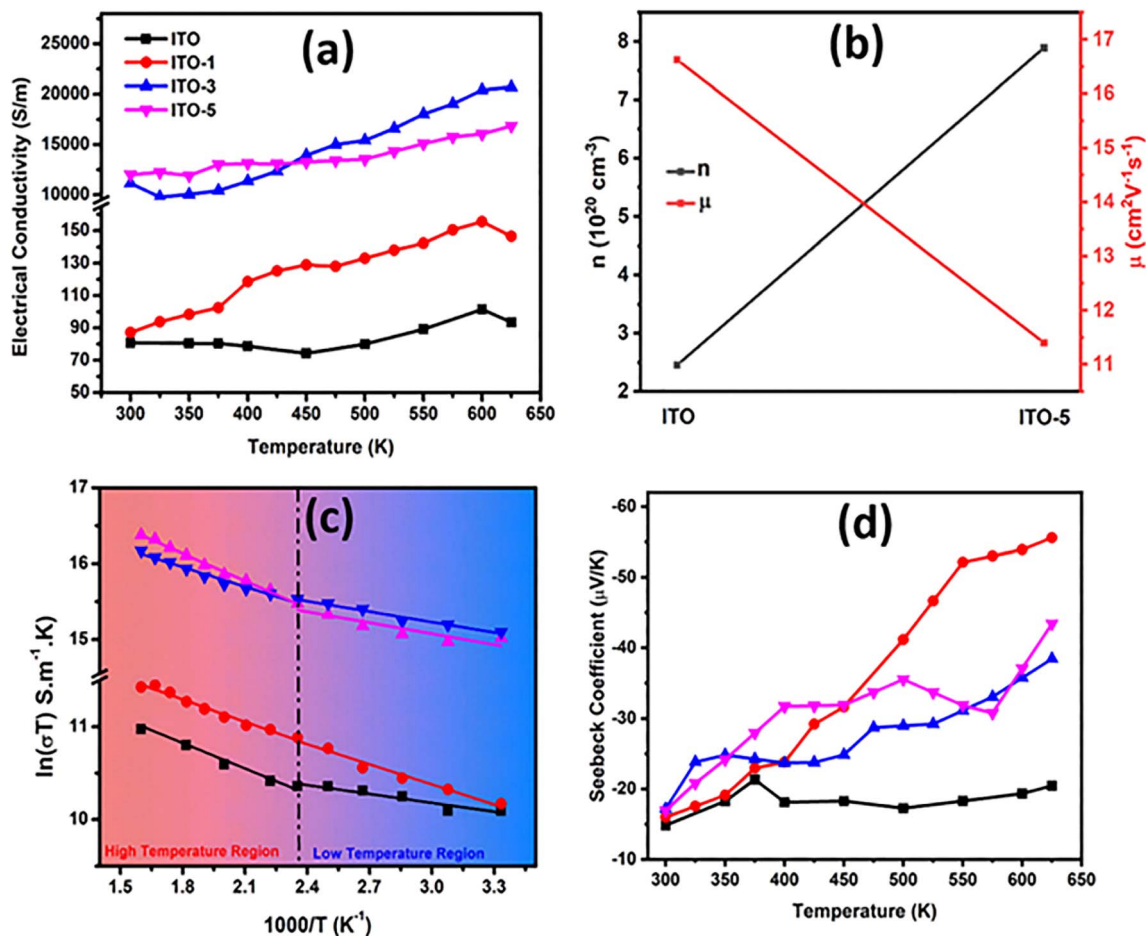 (a)
ITO
ITO-1
ITO-3
ITO-5
Electrical Conductivity (S/m)
25000
20000
15000
10000
150
130
110
90
70
50
300 350 400 450 500 550 600 650
Temperature (K)
(b)
n
μ
n (10²⁰ cm⁻³)
8
7
6
5
4
3
2
ITO ITO-5
17
16
15
14
13
12
11
μ (cm²V⁻¹s⁻¹)
(c)
ln(σT) S.m⁻¹.K
17
16
15
11
10
High Temperature Region
Low Temperature Region
1.5 1.8 2.1 2.4 2.7 3.0 3.3
1000/T (K⁻¹)
(d)
Seebeck Coefficient (μV/K)
-60
-50
-40
-30
-20
-10
300 350 400 450 500 550 600 650
Temperature (K)